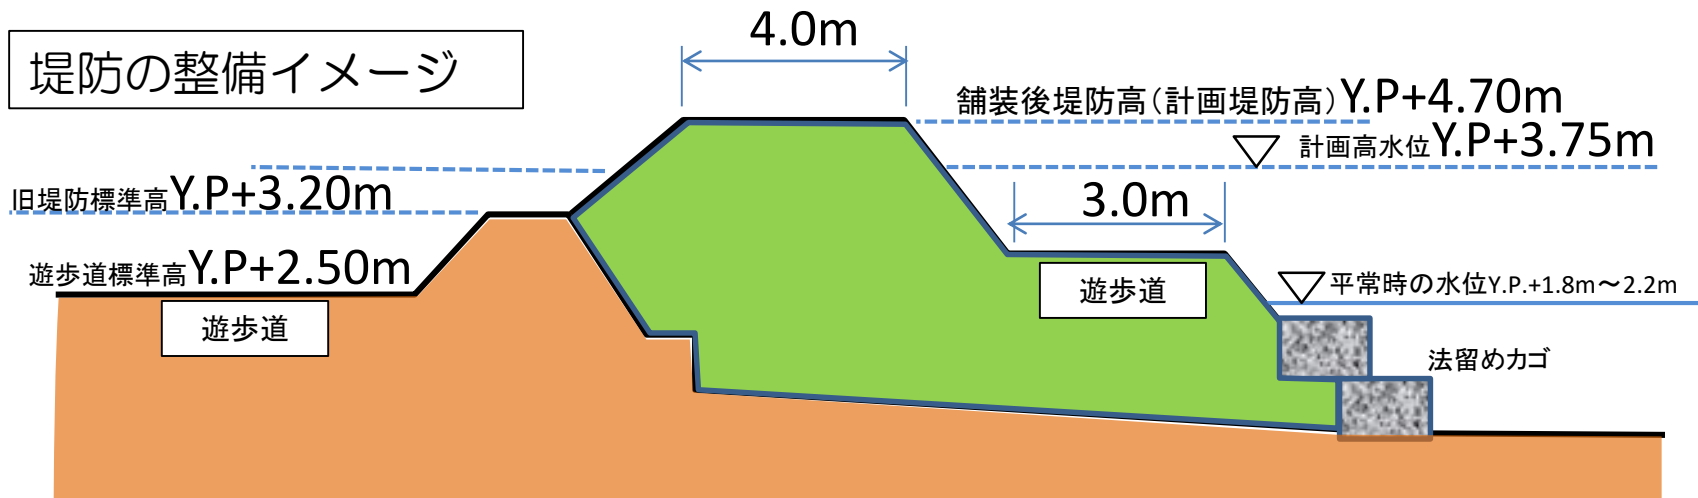 堤防の整備イメージ
4.0m
舗装後堤防高(計画堤防高)Y.P+4.70m
計画高水位Y.P+3.75m
旧堤防標準高Y.P+3.20m
3.0m
遊歩道標準高Y.P+2.50m
遊歩道
遊歩道
平常時の水位Y.P.+1.8m～2.2m
法留めカゴ